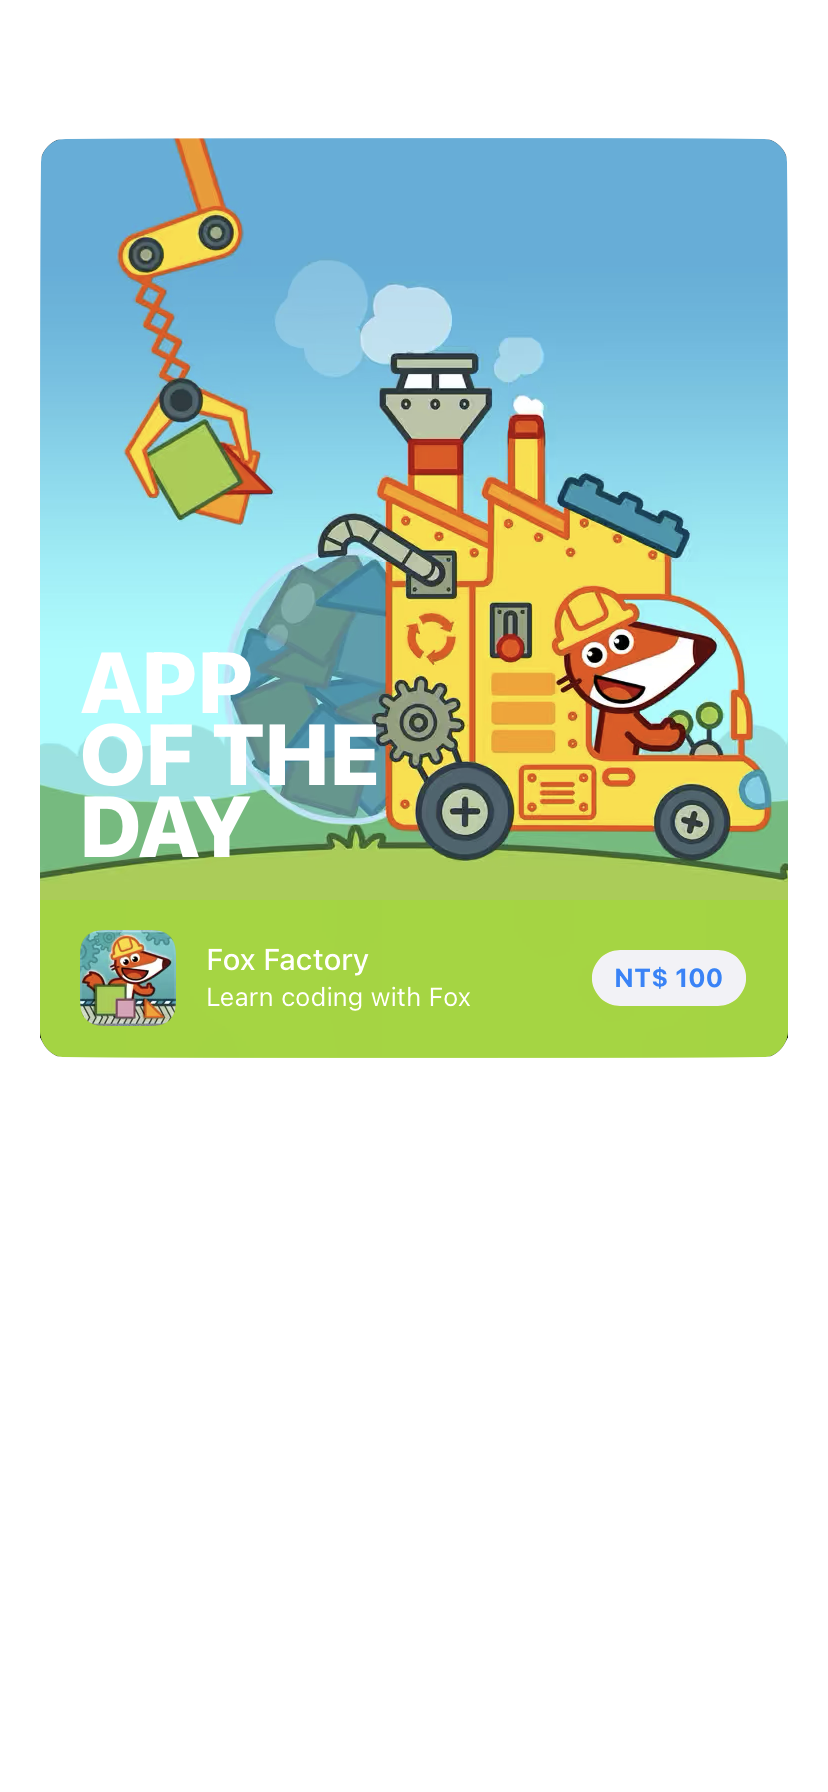 APP
OF THE
DAY
Fox Factory
Learn coding with Fox
NT$ 100